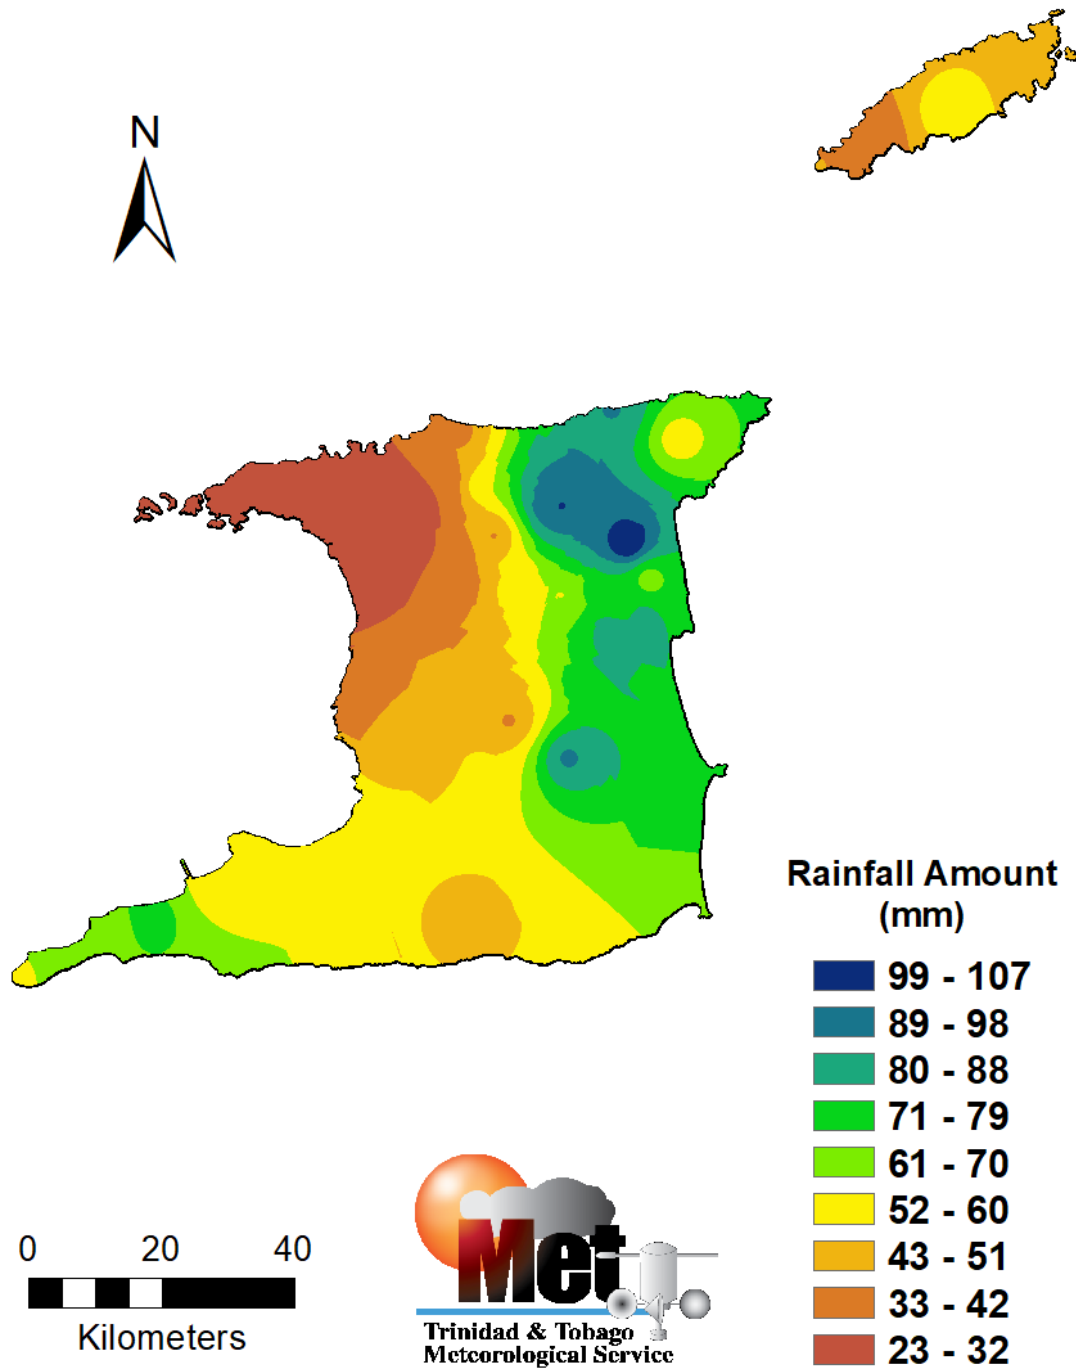 N
Rainfall Amount
(mm)
99 - 107
89 - 98
80 - 88
71 - 79
61 - 70
52 - 60
43 - 51
33 - 42
23 - 32
0 20 40
Kilometers
Met
Trinidad & Tobago
Meteorological Service